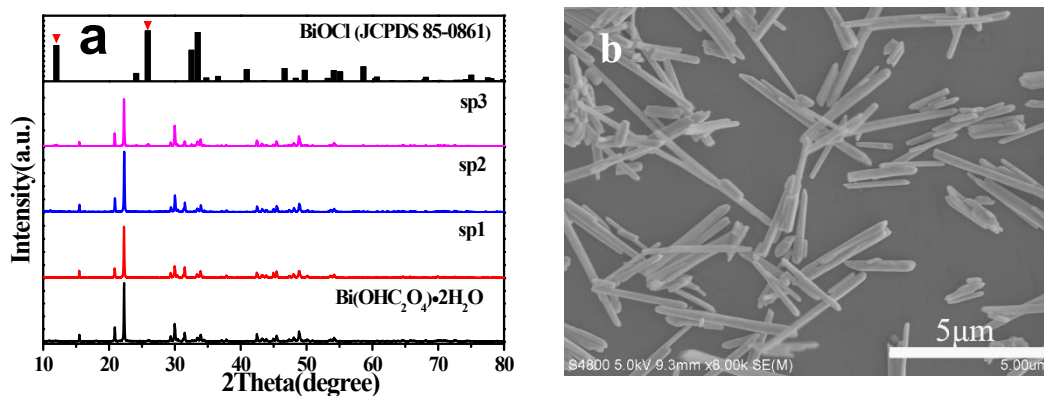 a
BiOCl (JCPDS 85-0861)
sp3
sp2
sp1
Bi(OHC₂O₄)•2H₂O
Intensity(a.u.)
10 20 30 40 50 60 70 80
2Theta(degree)
b
5μm
S4800 5.0kV 9.3mm x8.00k SE(M)
5.00um